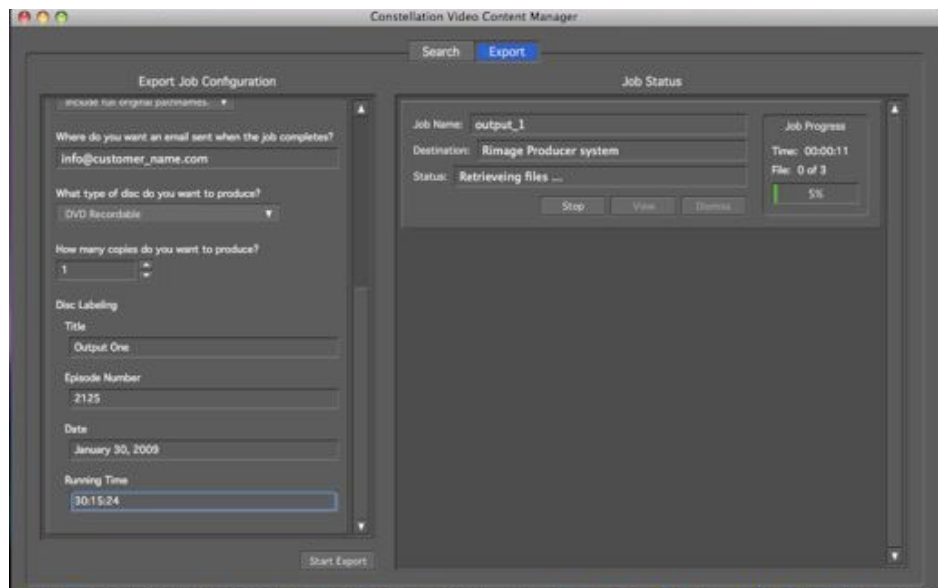 Constellation Video Content Manager
Search Export
Export Job Configuration
Include full original pathnames.
Where do you want an email sent when the job completes?
info@customer_name.com
What type of disc do you want to produce?
DVD Recordable
How many copies do you want to produce?
1
Disc Labeling
Title
Output One
Episode Number
2125
Date
January 30, 2009
Running Time
30:15:24
Start Export
Job Status
Job Name: output_1
Destination: Rimage Producer system
Status: Retrieveing files ...
Stop View Dismiss
Job Progress
Time: 00:00:11
File: 0 of 3
5%